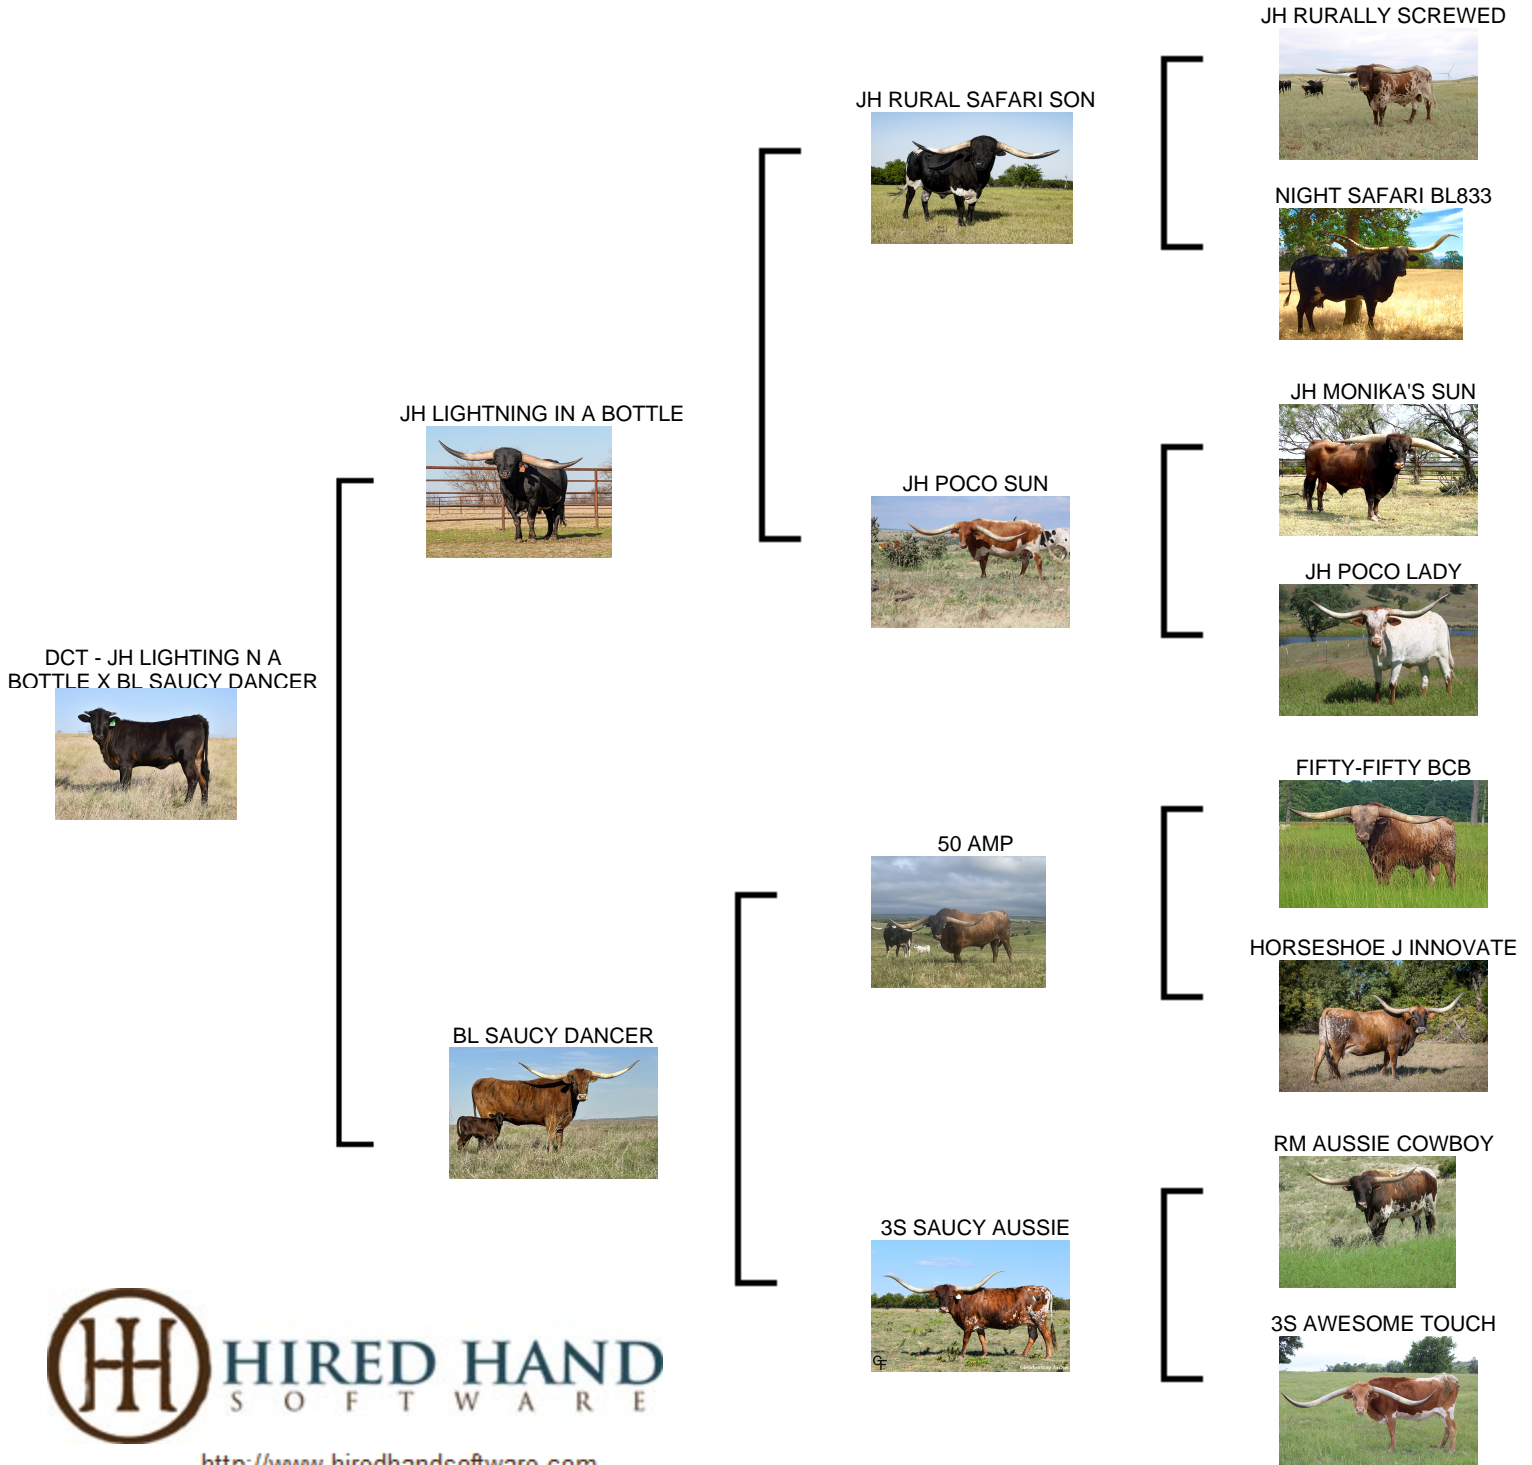 JH RURALLY SCREWED
JH RURAL SAFARI SON
NIGHT SAFARI BL833
JH MONIKA'S SUN
JH LIGHTNING IN A BOTTLE
JH POCO SUN
JH POCO LADY
DCT - JH LIGHTING N A
BOTTLE X BL SAUCY DANCER
FIFTY-FIFTY BCB
50 AMP
HORSESHOE J INNOVATE
BL SAUCY DANCER
RM AUSSIE COWBOY
3S SAUCY AUSSIE
3S AWESOME TOUCH
HIRED HAND
SOFTWARE
http://www.hiredhandsoftware.com